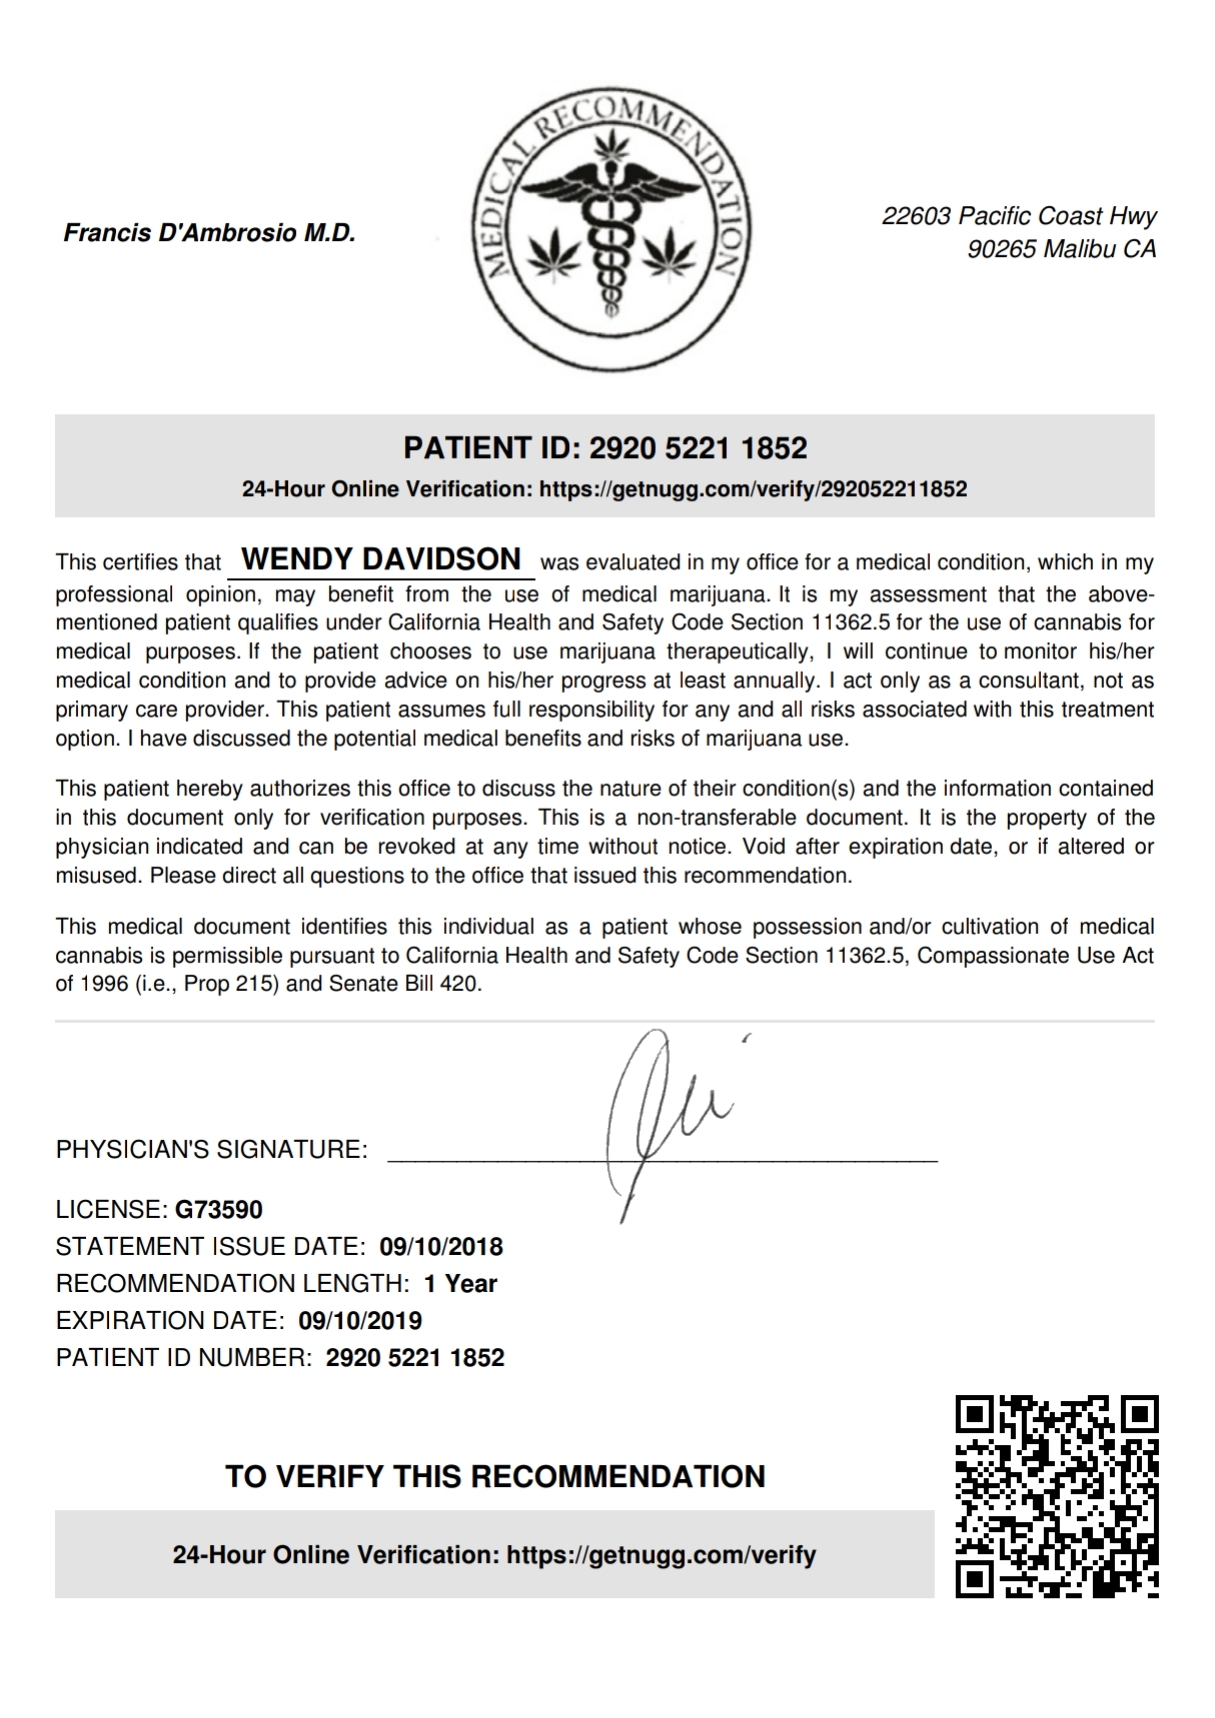 MEDICAL RECOMMENDATION
Francis D'Ambrosio M.D.
22603 Pacific Coast Hwy
90265 Malibu CA
PATIENT ID: 2920 5221 1852
24-Hour Online Verification: https://getnugg.com/verify/292052211852
This certifies that WENDY DAVIDSON was evaluated in my office for a medical condition, which in my
professional opinion, may benefit from the use of medical marijuana. It is my assessment that the above-
mentioned patient qualifies under California Health and Safety Code Section 11362.5 for the use of cannabis for
medical purposes. If the patient chooses to use marijuana therapeutically, I will continue to monitor his/her
medical condition and to provide advice on his/her progress at least annually. I act only as a consultant, not as
primary care provider. This patient assumes full responsibility for any and all risks associated with this treatment
option. I have discussed the potential medical benefits and risks of marijuana use.
This patient hereby authorizes this office to discuss the nature of their condition(s) and the information contained
in this document only for verification purposes. This is a non-transferable document. It is the property of the
physician indicated and can be revoked at any time without notice. Void after expiration date, or if altered or
misused. Please direct all questions to the office that issued this recommendation.
This medical document identifies this individual as a patient whose possession and/or cultivation of medical
cannabis is permissible pursuant to California Health and Safety Code Section 11362.5, Compassionate Use Act
of 1996 (i.e., Prop 215) and Senate Bill 420.
PHYSICIAN'S SIGNATURE:
LICENSE: G73590
STATEMENT ISSUE DATE: 09/10/2018
RECOMMENDATION LENGTH: 1 Year
EXPIRATION DATE: 09/10/2019
PATIENT ID NUMBER: 2920 5221 1852
TO VERIFY THIS RECOMMENDATION
24-Hour Online Verification: https://getnugg.com/verify